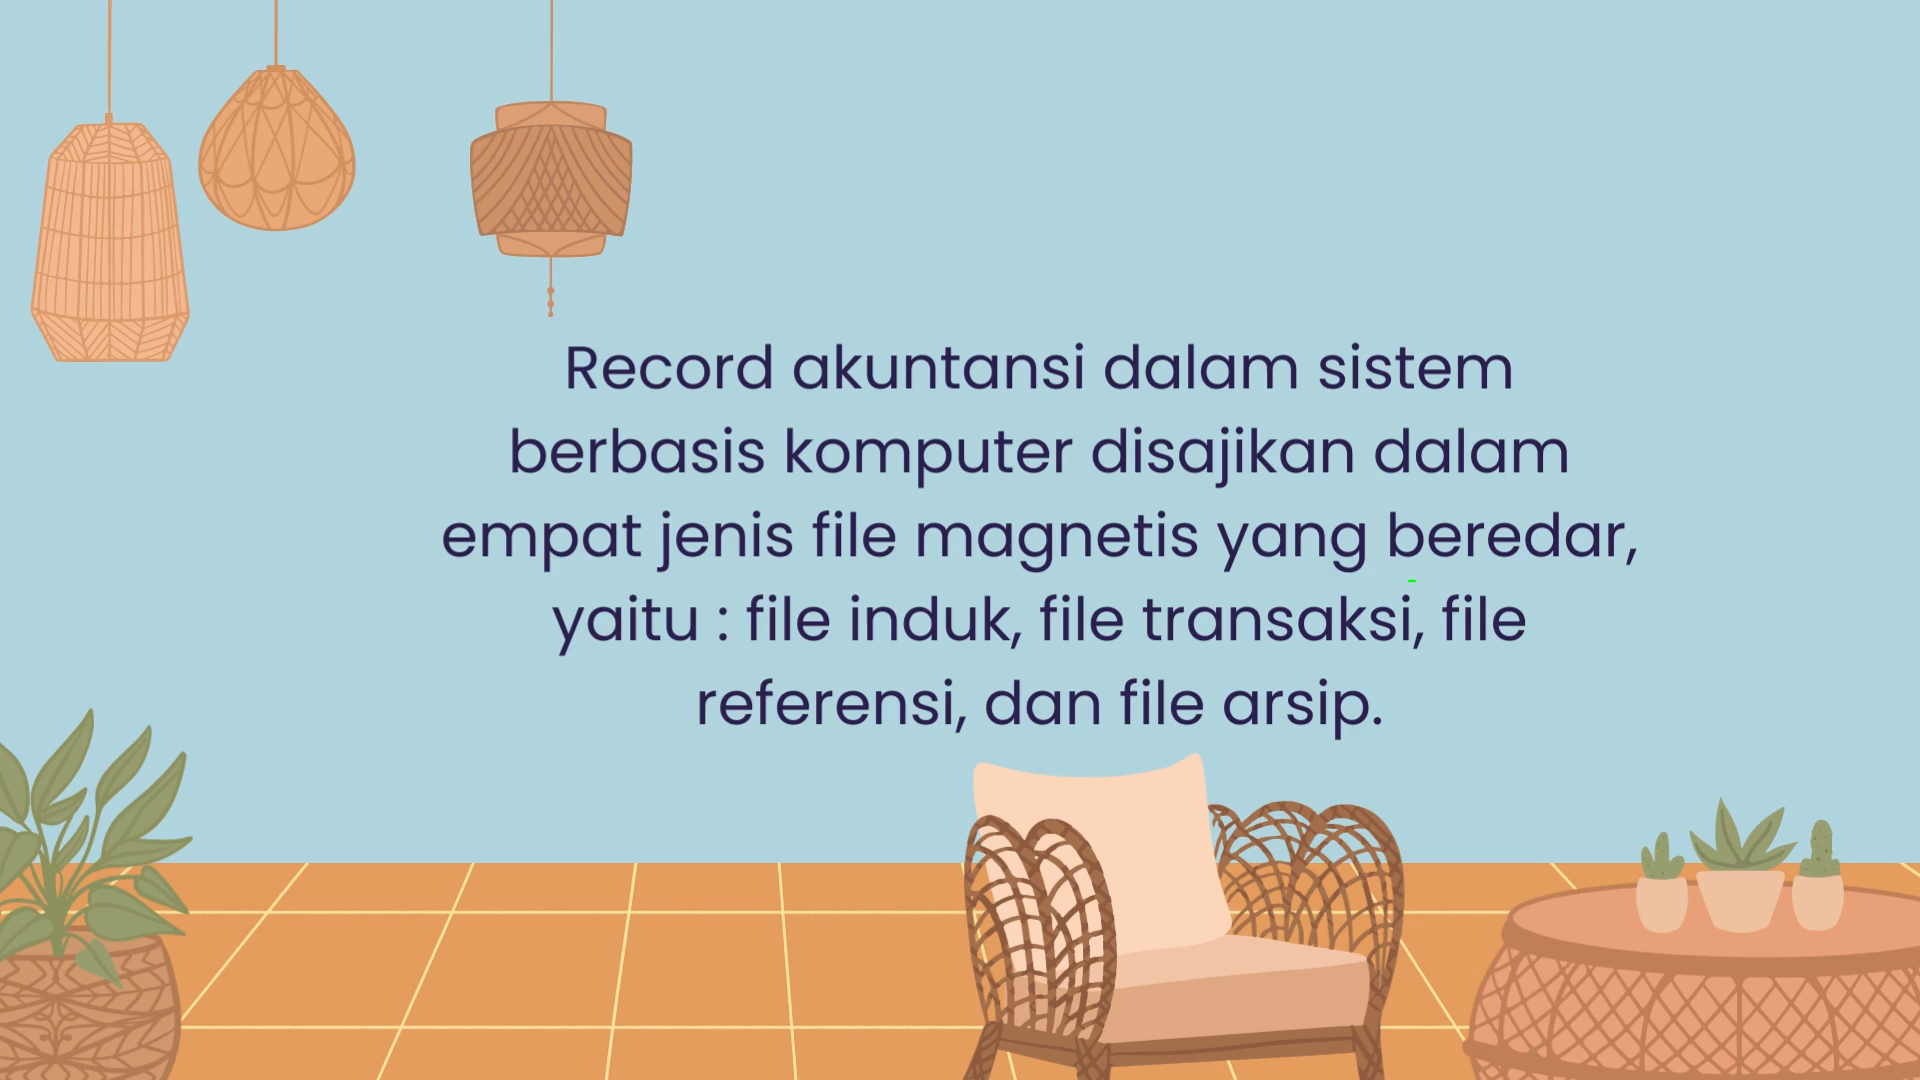 Record akuntansi dalam sistem
berbasis komputer disajikan dalam
empat jenis file magnetis yang beredar,
yaitu : file induk, file transaksi, file
referensi, dan file arsip.